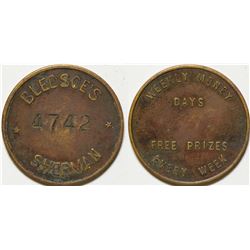 BLEDSOE'S
4742
SHERMAN
WEEKLY MONEY
DAYS
FREE PRIZES
EVERY WEEK